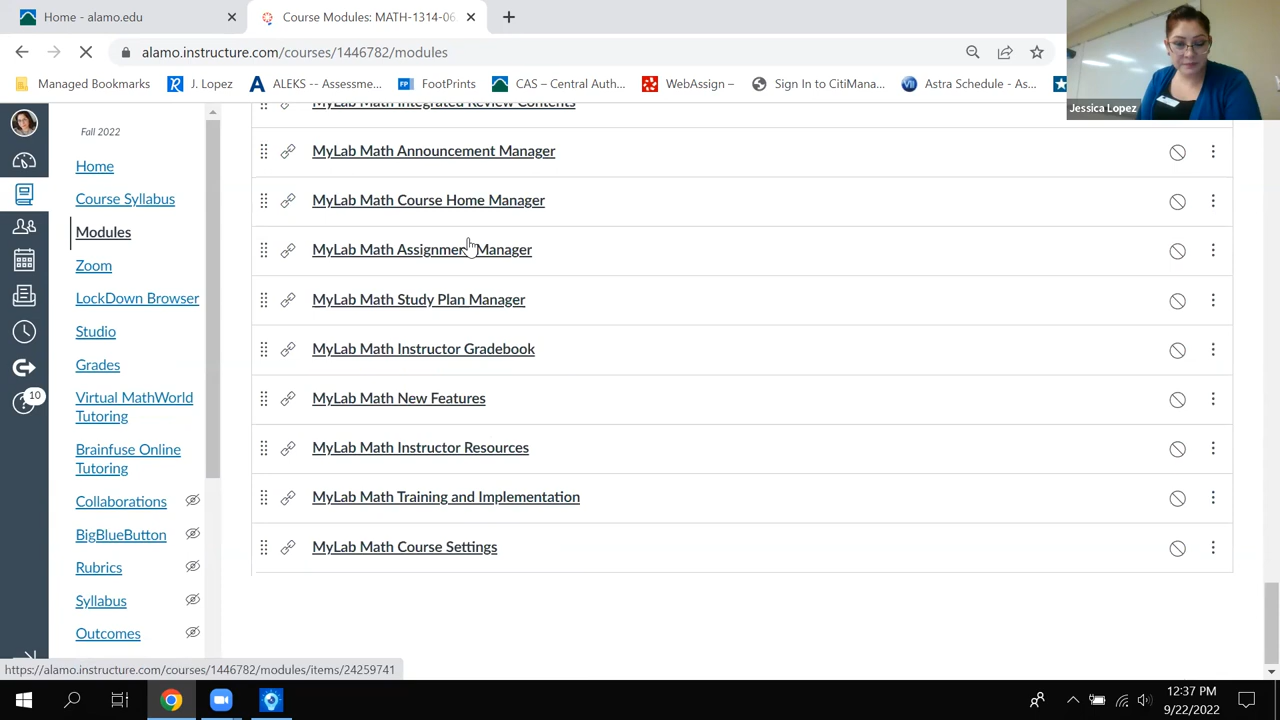 Home - alamo.edu
Course Modules: MATH-1314-06
alamo.instructure.com/courses/1446782/modules
Managed Bookmarks
J. Lopez
ALEKS -- Assessme...
FootPrints
CAS – Central Auth...
WebAssign –
Sign In to CitiMana...
Astra Schedule - As...
Jessica Lopez
Fall 2022
Home
Course Syllabus
Modules
Zoom
LockDown Browser
Studio
Grades
Virtual MathWorld
Tutoring
Brainfuse Online
Tutoring
Collaborations
BigBlueButton
Rubrics
Syllabus
Outcomes
10
MyLab Math Integrated Review Contents
MyLab Math Announcement Manager
MyLab Math Course Home Manager
MyLab Math Assignment Manager
MyLab Math Study Plan Manager
MyLab Math Instructor Gradebook
MyLab Math New Features
MyLab Math Instructor Resources
MyLab Math Training and Implementation
MyLab Math Course Settings
https://alamo.instructure.com/courses/1446782/modules/items/24259741
12:37 PM
9/22/2022